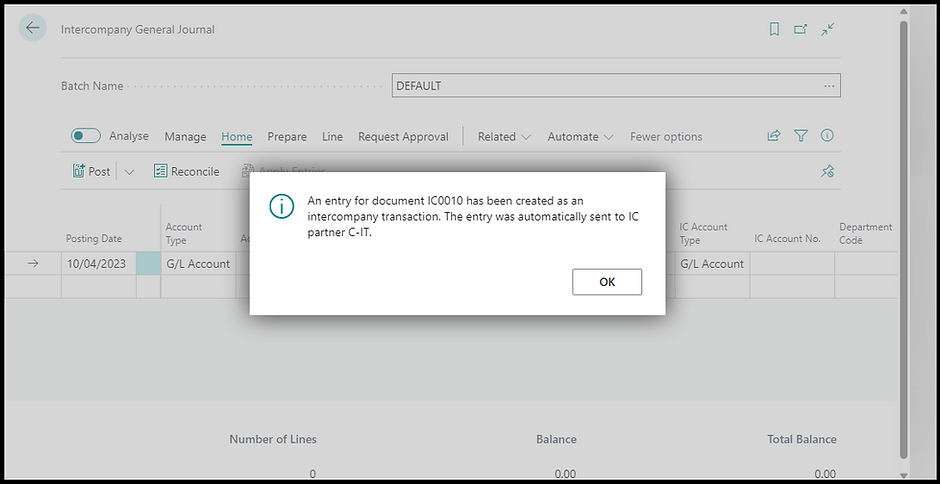 Intercompany General Journal
Batch Name
DEFAULT
Analyse Manage Home Prepare Line Request Approval Related Automate Fewer options
Post Reconcile Apply Entries
An entry for document IC0010 has been created as an
intercompany transaction. The entry was automatically sent to IC
partner C-IT.
OK
Posting Date Account Type IC Account Type IC Account No. Department Code
10/04/2023 G/L Account G/L Account
Number of Lines Balance Total Balance
0 0.00 0.00